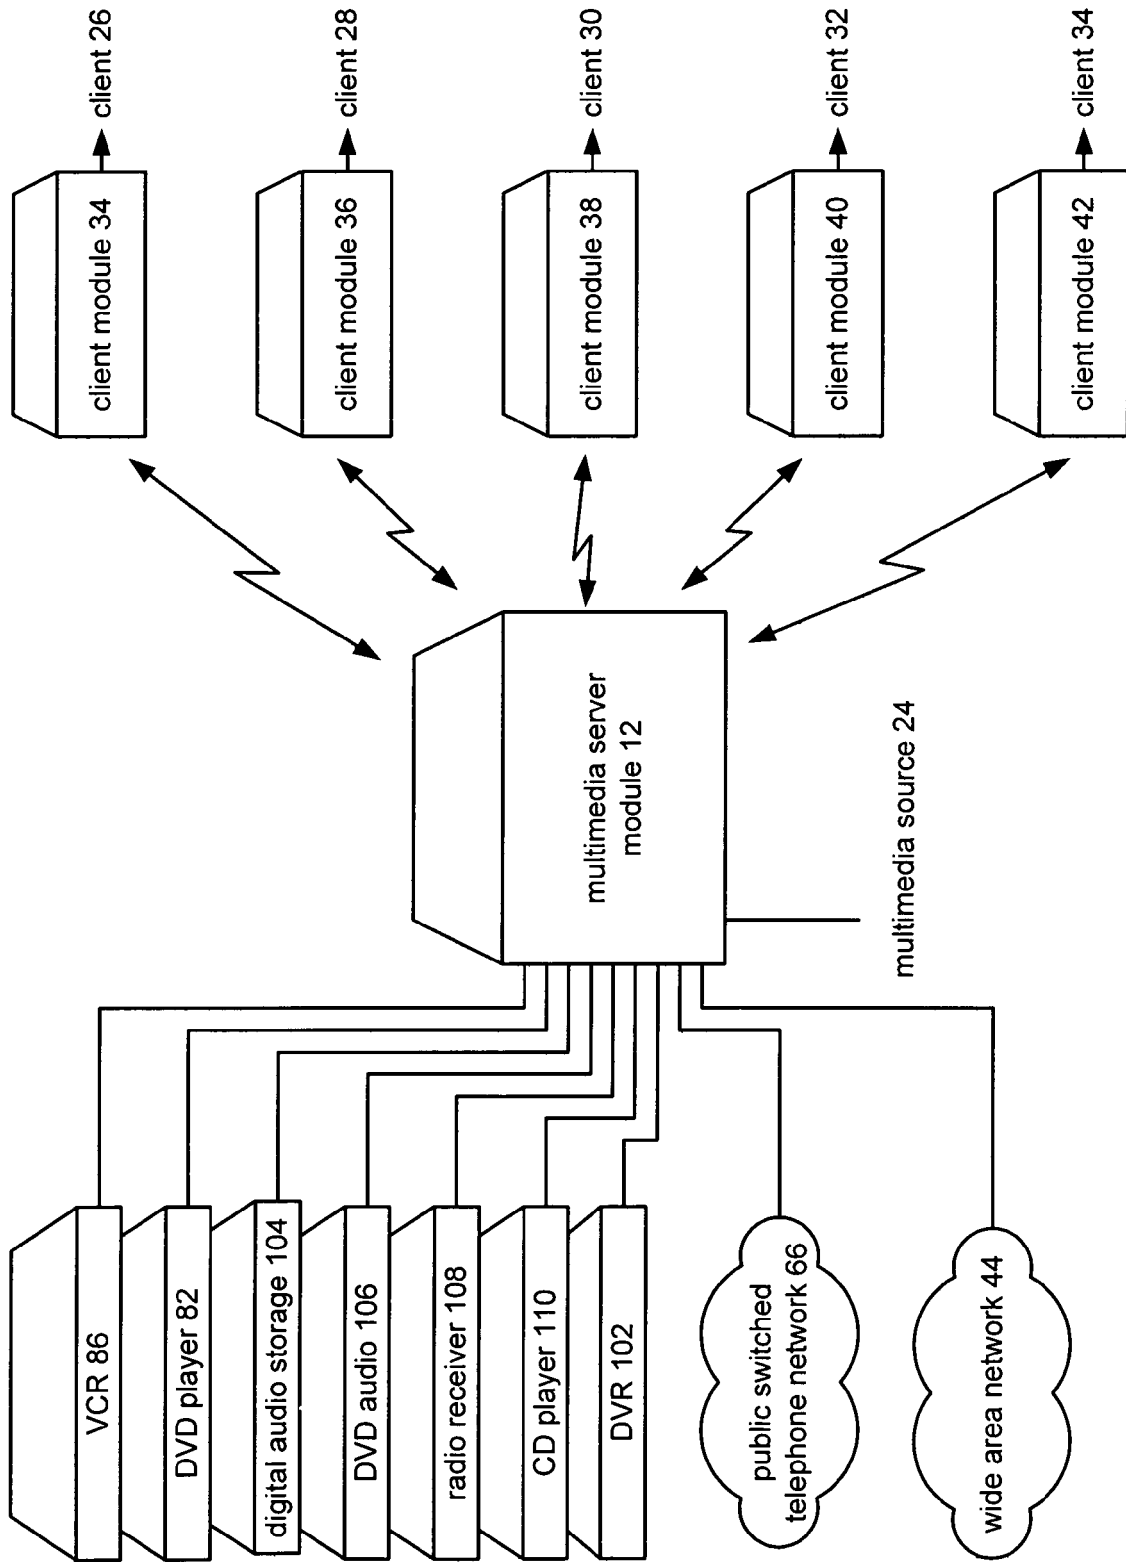 VCR 86
DVD player 82
digital audio storage 104
DVD audio 106
radio receiver 108
CD player 110
DVR 102
public switched
telephone network 66
wide area network 44
multimedia server
module 12
multimedia source 24
client module 34
client 26
client module 36
client 28
client module 38
client 30
client module 40
client 32
client module 42
client 34